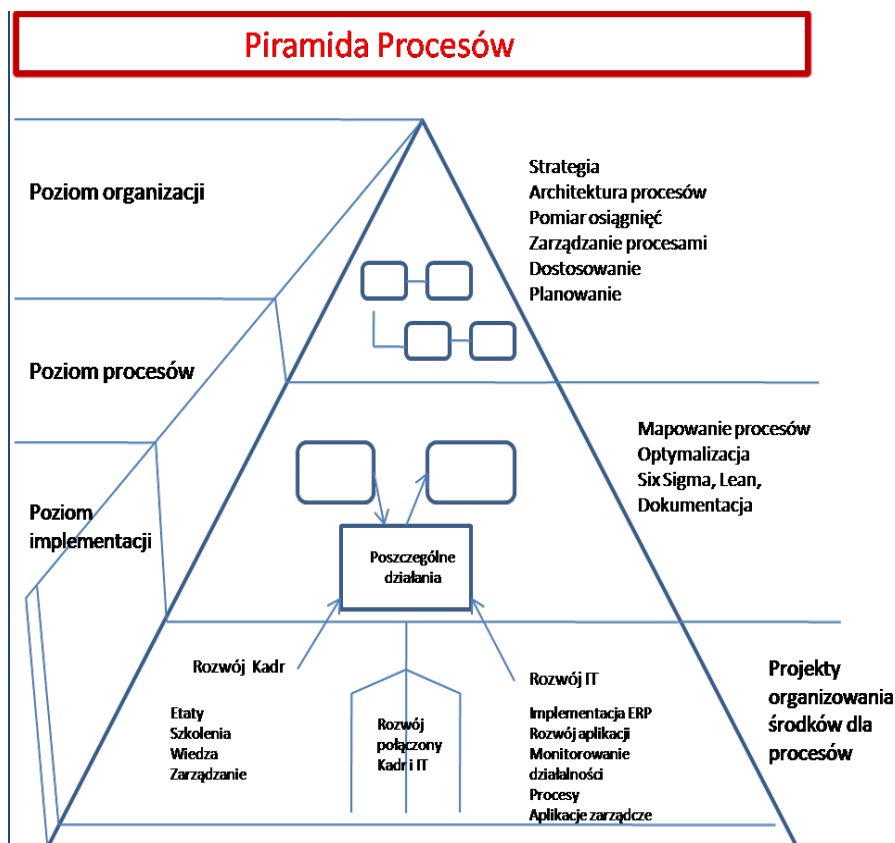 Piramida Procesów
Poziom organizacji
Strategia
Architektura procesów
Pomiar osiągnięć
Zarządzanie procesami
Dostosowanie
Planowanie
Poziom procesów
Mapowanie procesów
Optymalizacja
Six Sigma, Lean,
Dokumentacja
Poziom
implementacji
Poszczególne
działania
Rozwój Kadr
Etaty
Szkolenia
Wiedza
Zarządzanie
Rozwój
połączony
Kadr i IT
Rozwój IT
Implementacja ERP
Rozwój aplikacji
Monitorowanie
działalności
Procesy
Aplikacje zarządcze
Projekty
organizowania
środków dla
procesów